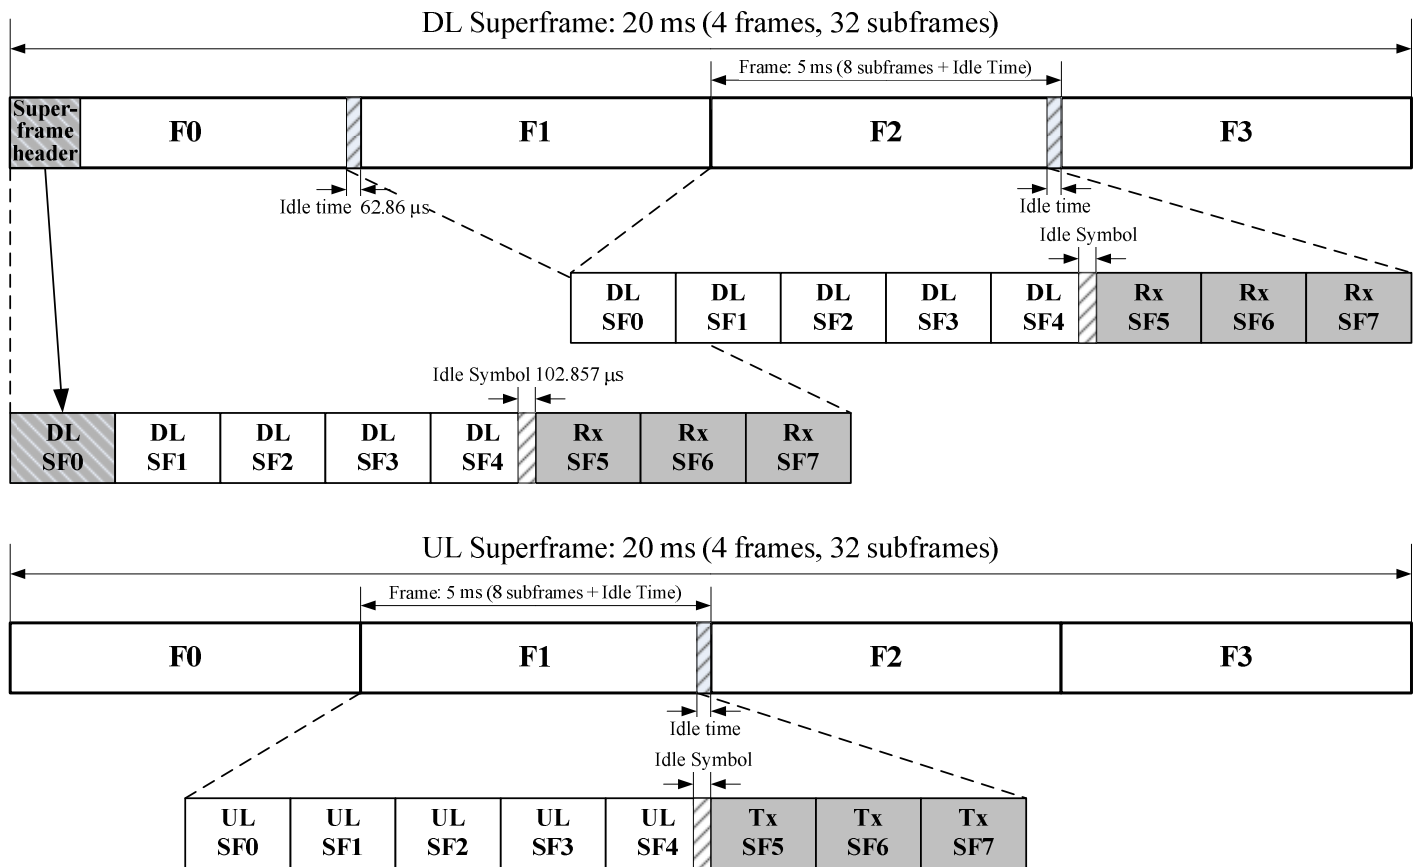 DL Superframe: 20 ms (4 frames, 32 subframes)
Frame: 5 ms (8 subframes + Idle Time)
Super-
frame
header
F0
F1
F2
F3
Idle time 62.86 μs
Idle time
Idle Symbol
DL
SF0
DL
SF1
DL
SF2
DL
SF3
DL
SF4
Rx
SF5
Rx
SF6
Rx
SF7
Idle Symbol 102.857 μs
DL
SF0
DL
SF1
DL
SF2
DL
SF3
DL
SF4
Rx
SF5
Rx
SF6
Rx
SF7
UL Superframe: 20 ms (4 frames, 32 subframes)
Frame: 5 ms (8 subframes + Idle Time)
F0
F1
F2
F3
Idle time
Idle Symbol
UL
SF0
UL
SF1
UL
SF2
UL
SF3
UL
SF4
Tx
SF5
Tx
SF6
Tx
SF7